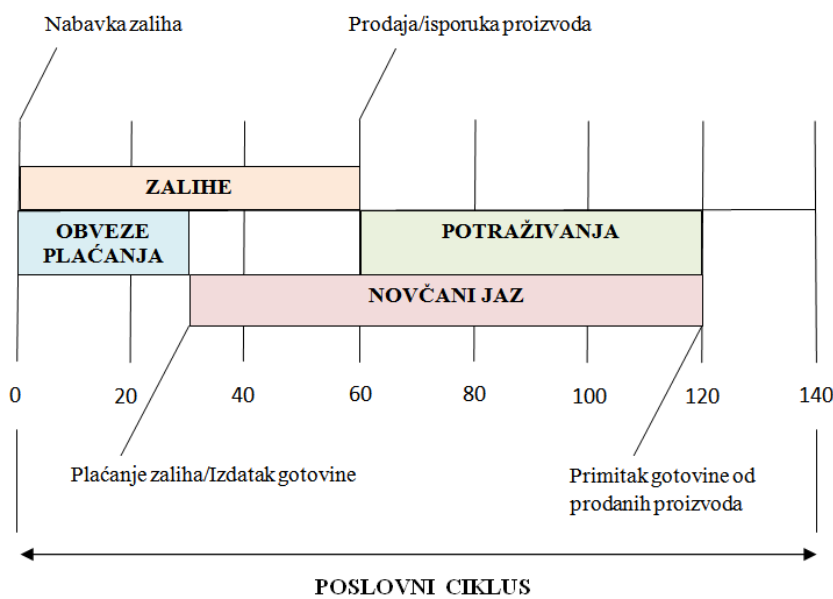 Nabavka zaliha
Prodaja/isporuka proizvoda
ZALIHE
OBVEZE
PLAĆANJA
POTRAŽIVANJA
NOVČANI JAZ
0
20
40
60
80
100
120
140
Plaćanje zaliha/Izdatak gotovine
Primitak gotovine od
prodanih proizvoda
POSLOVNI CIKLUS